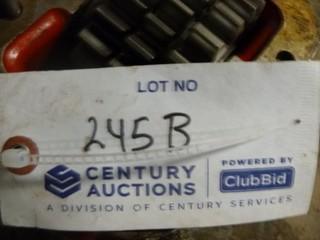 LOT NO
245B
CENTURY
AUCTIONS
POWERED BY
ClubBid
A DIVISION OF CENTURY SERVICES